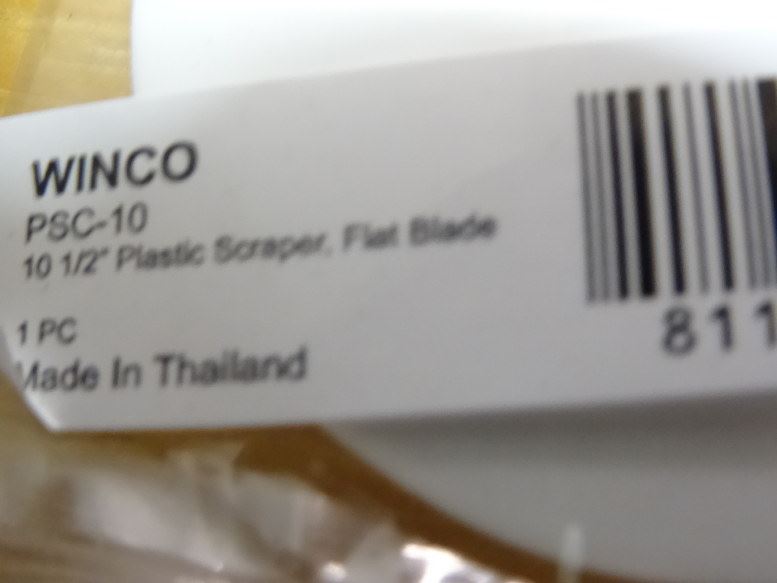 WINCO
PSC-10
10 1/2" Plastic Scraper, Flat Blade
1 PC
Made In Thailand
811